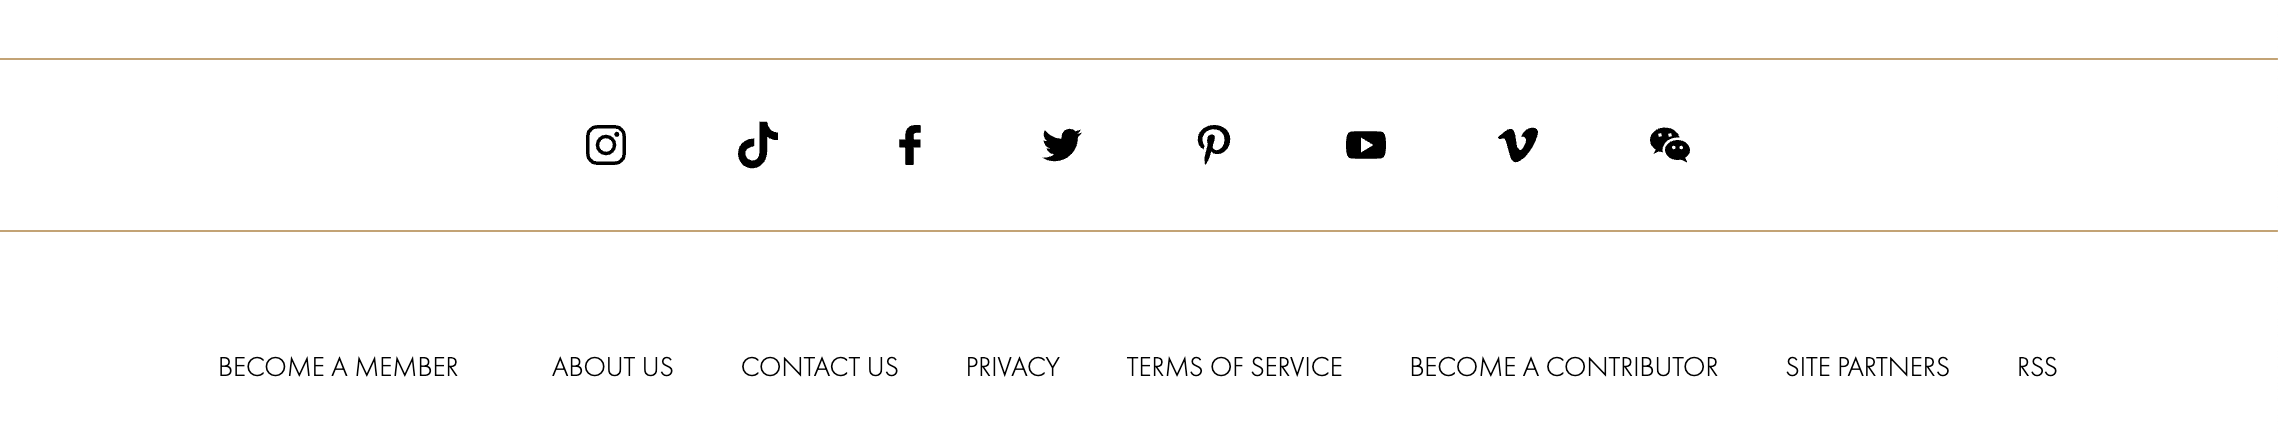 BECOME A MEMBER ABOUT US CONTACT US PRIVACY TERMS OF SERVICE BECOME A CONTRIBUTOR SITE PARTNERS RSS